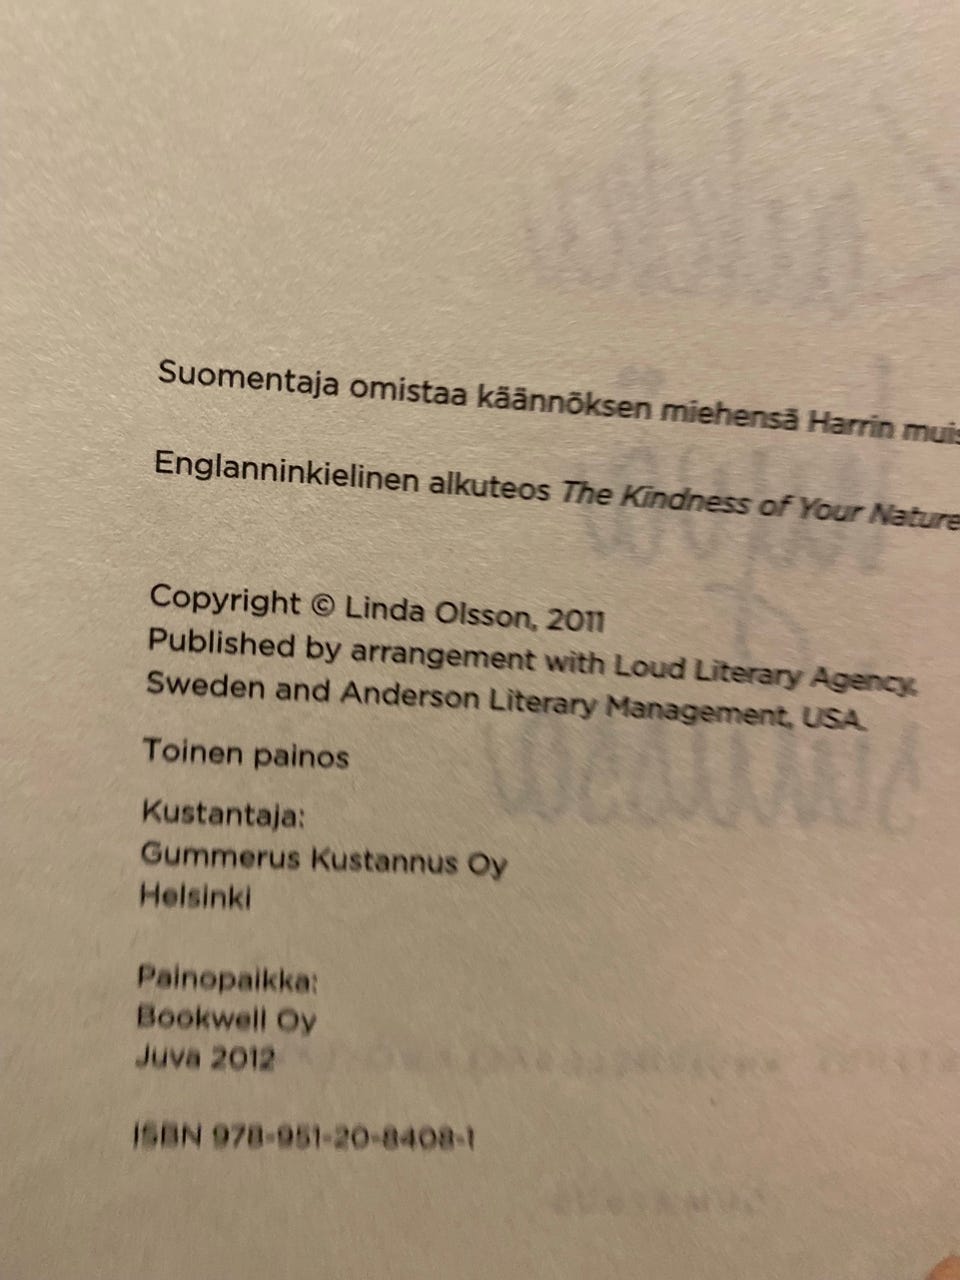 Suomentaja omistaa käännöksen miehensä Harrin muis
Englanninkielinen alkuteos The Kindness of Your Nature
Copyright © Linda Olsson, 2011
Published by arrangement with Loud Literary Agency,
Sweden and Anderson Literary Management, USA.
Toinen painos
Kustantaja:
Gummerus Kustannus Oy
Helsinki
Painopaikka:
Bookwell Oy
Juva 2012
ISBN 978-951-20-8408-1